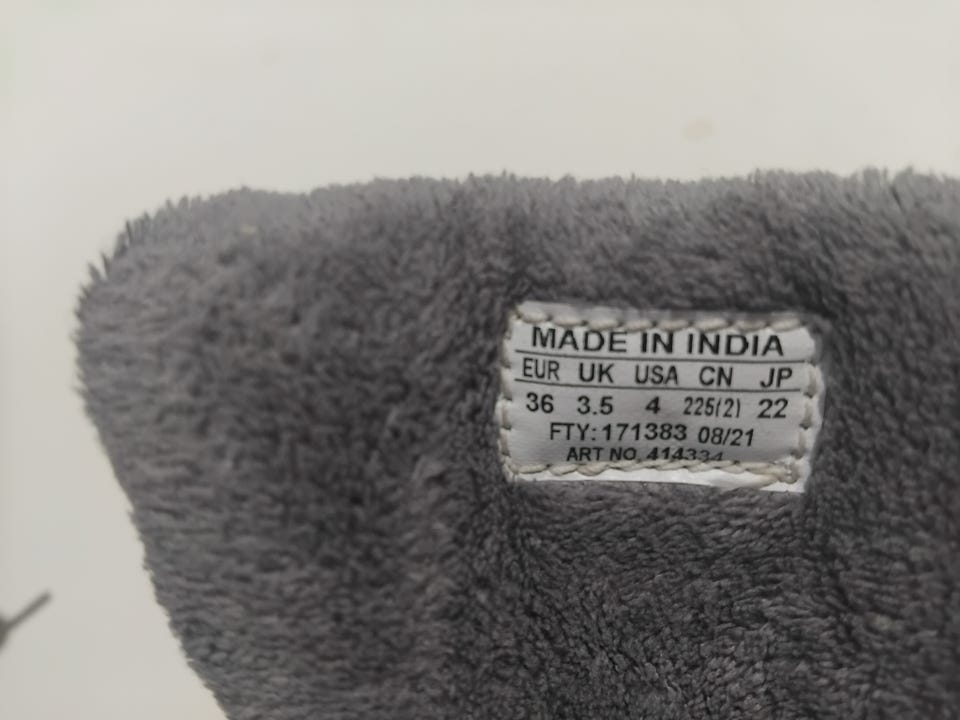 MADE IN INDIA
EUR UK USA CN JP
36 3.5 4 225(2) 22
FTY: 171383 08/21
ART NO. 414334